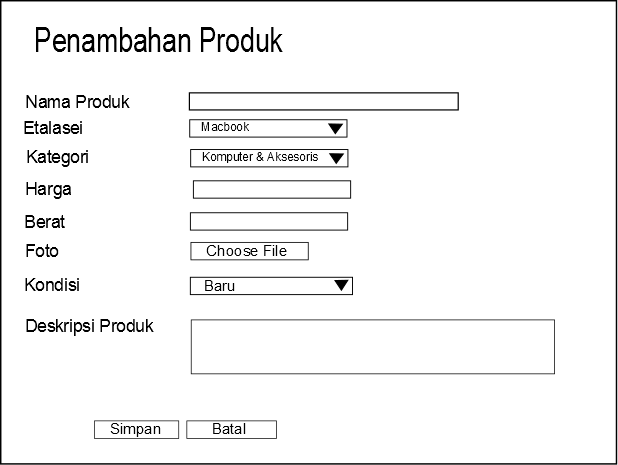 Penambahan Produk
Nama Produk
Etalasei Macbook
Kategori Komputer & Aksesoris
Harga
Berat
Foto Choose File
Kondisi Baru
Deskripsi Produk
Simpan Batal